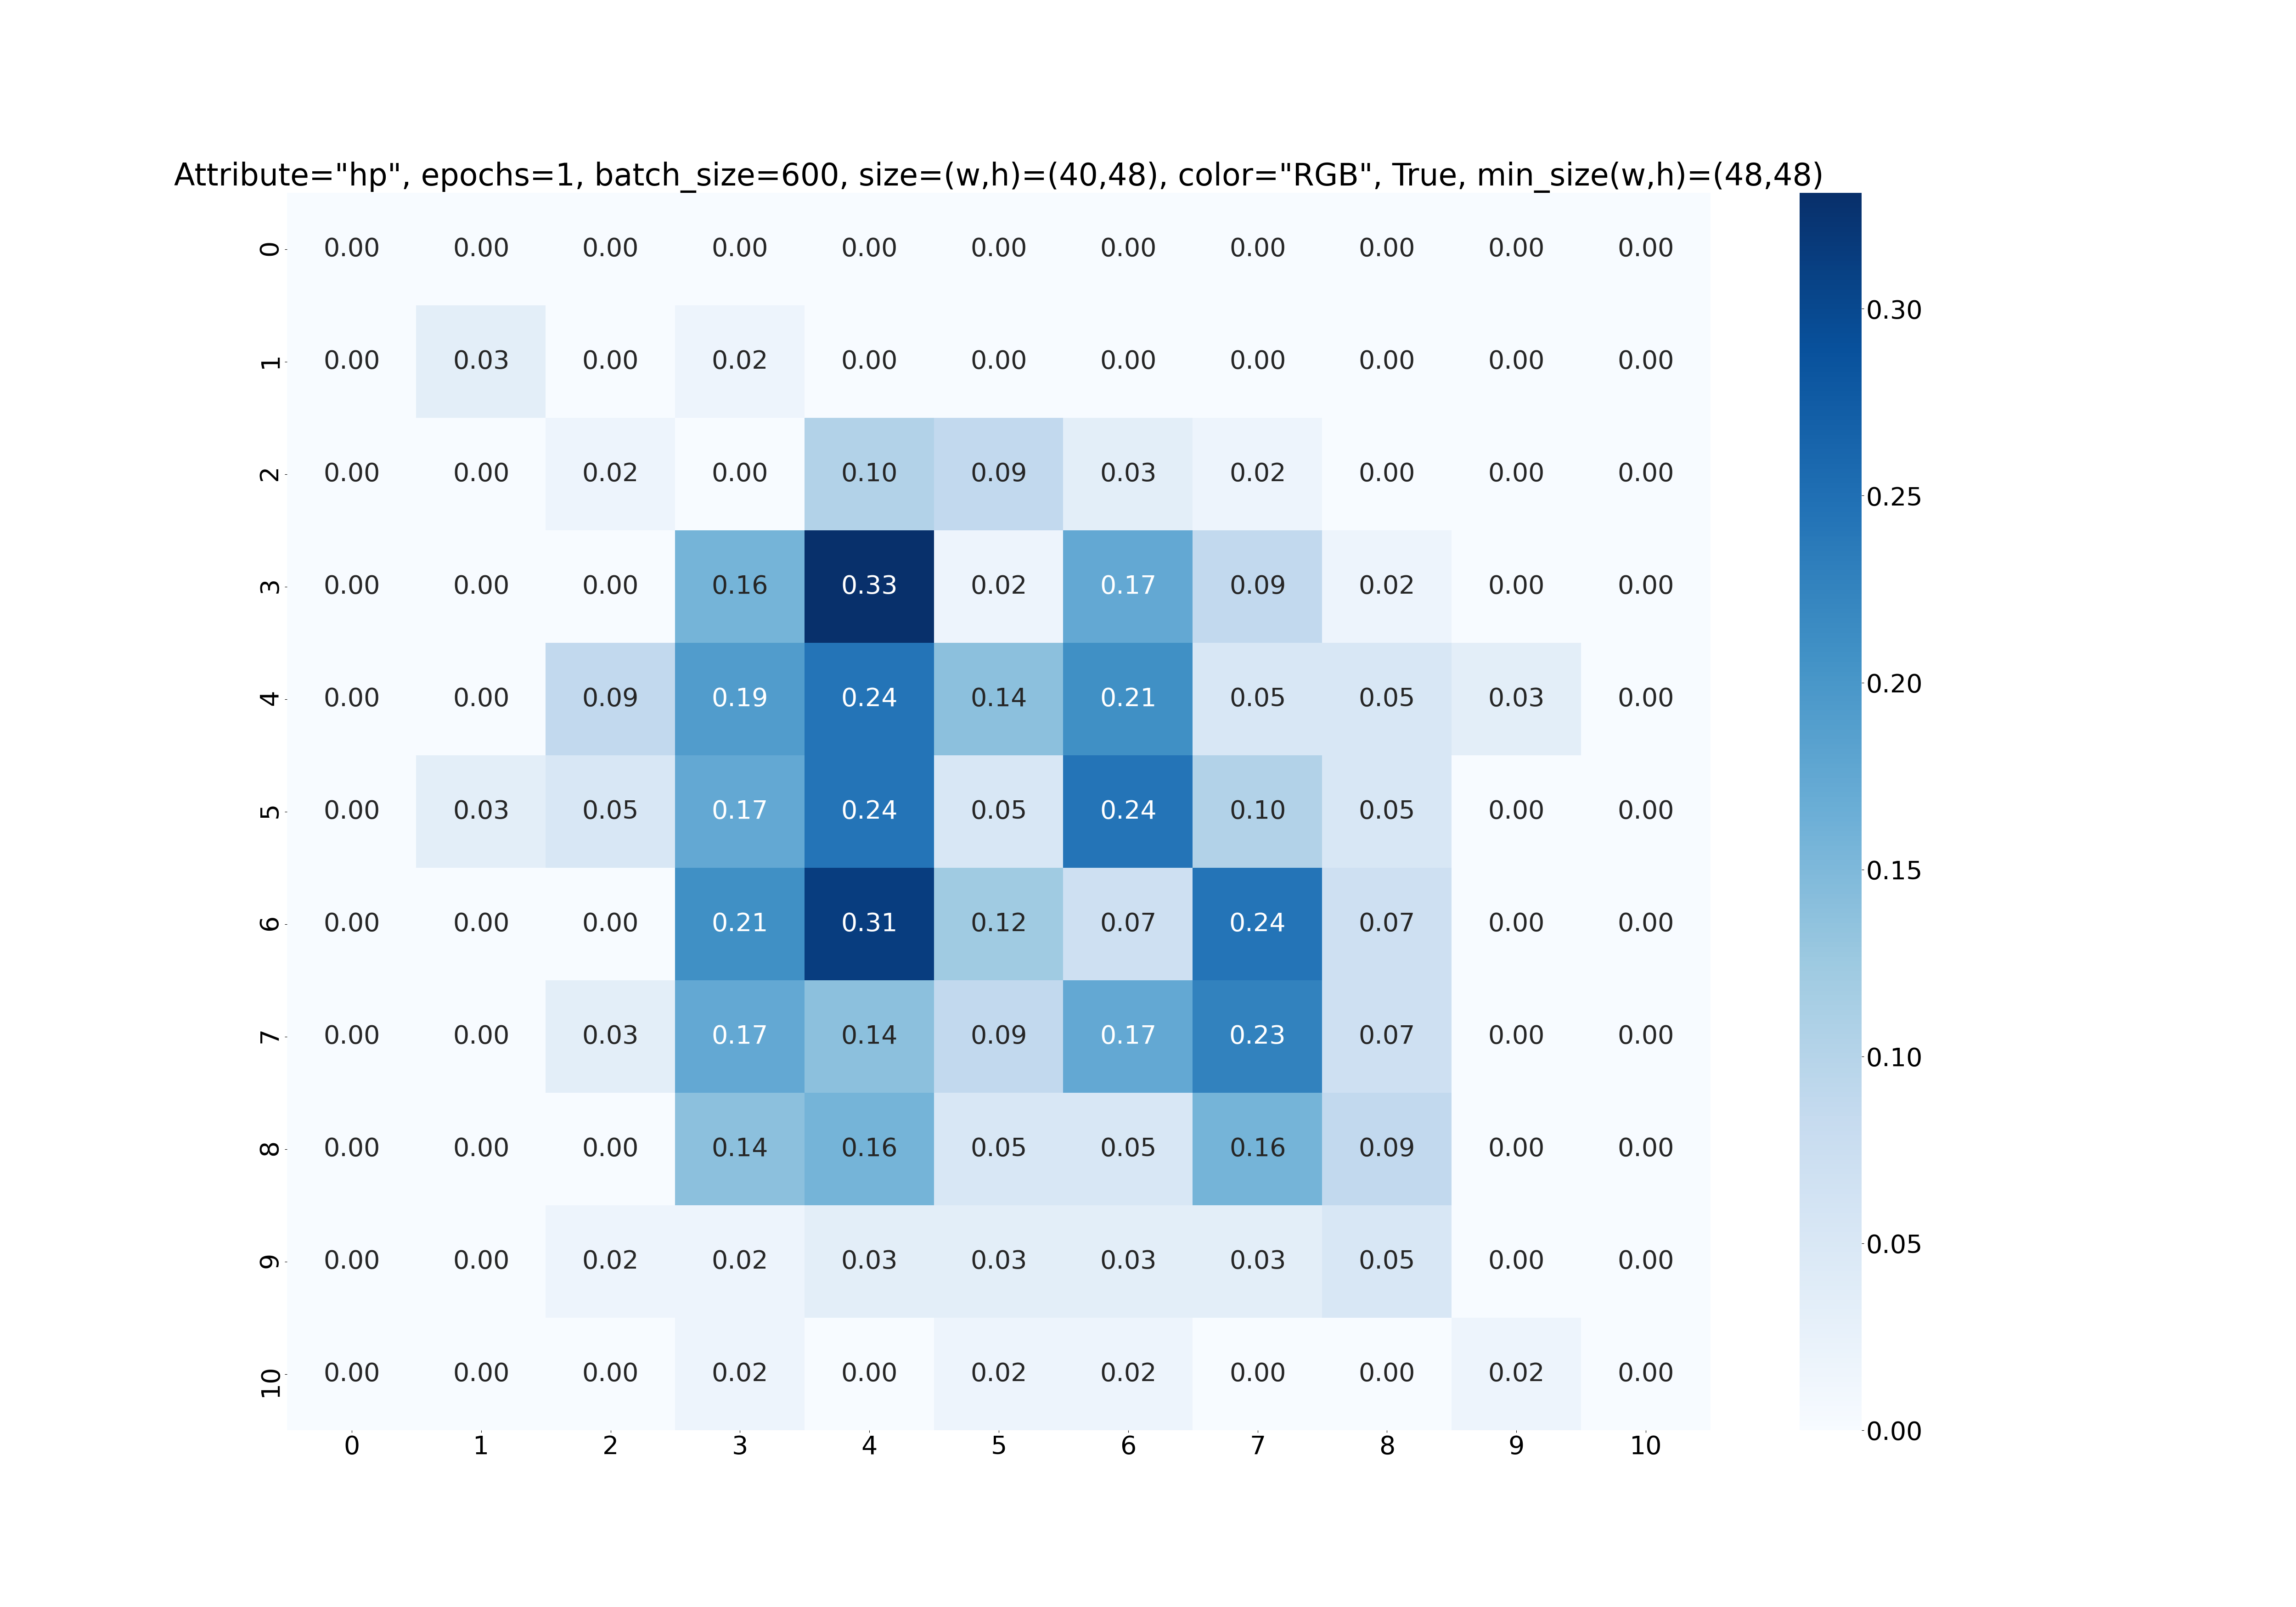 Attribute="hp", epochs=1, batch_size=600, size=(w,h)=(40,48), color="RGB", True, min_size(w,h)=(48,48)
0 0.00 0.00 0.00 0.00 0.00 0.00 0.00 0.00 0.00 0.00 0.00
1 0.00 0.03 0.00 0.02 0.00 0.00 0.00 0.00 0.00 0.00 0.00
2 0.00 0.00 0.02 0.00 0.10 0.09 0.03 0.02 0.00 0.00 0.00
3 0.00 0.00 0.00 0.16 0.33 0.02 0.17 0.09 0.02 0.00 0.00
4 0.00 0.00 0.09 0.19 0.24 0.14 0.21 0.05 0.05 0.03 0.00
5 0.00 0.03 0.05 0.17 0.24 0.05 0.24 0.10 0.05 0.00 0.00
6 0.00 0.00 0.00 0.21 0.31 0.12 0.07 0.24 0.07 0.00 0.00
7 0.00 0.00 0.03 0.17 0.14 0.09 0.17 0.23 0.07 0.00 0.00
8 0.00 0.00 0.00 0.14 0.16 0.05 0.05 0.16 0.09 0.00 0.00
9 0.00 0.00 0.02 0.02 0.03 0.03 0.03 0.03 0.05 0.00 0.00
10 0.00 0.00 0.00 0.02 0.00 0.02 0.02 0.00 0.00 0.02 0.00
0 1 2 3 4 5 6 7 8 9 10
0.30
0.25
0.20
0.15
0.10
0.05
0.00